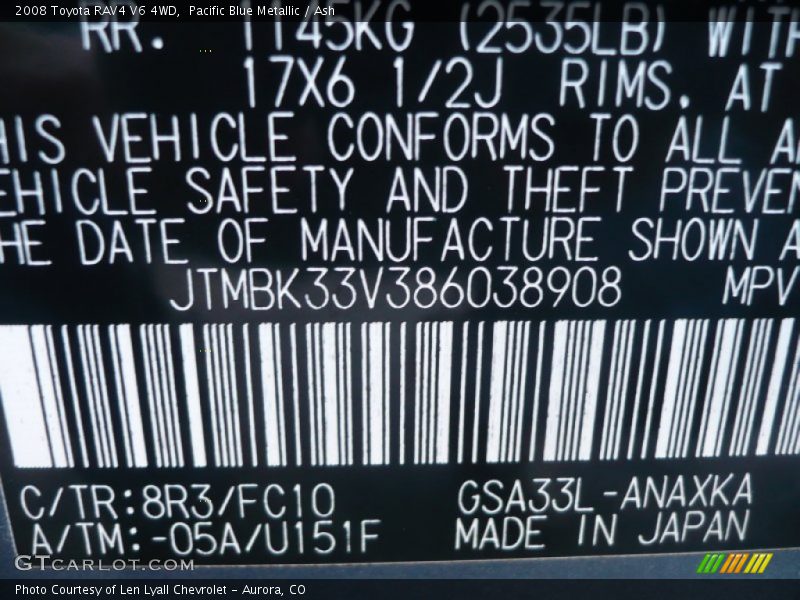 2008 Toyota RAV4 V6 4WD, Pacific Blue Metallic / Ash
RR. 1145KG (2535LB) WITH
17X6 1/2J RIMS. AT
HIS VEHICLE CONFORMS TO ALL A
EHICLE SAFETY AND THEFT PREVEN
HE DATE OF MANUFACTURE SHOWN A
JTMBK33V386038908 MPV
C/TR:8R3/FC10 GSA33L-ANAXKA
A/TM:-05A/U151F MADE IN JAPAN
GTCARLOT.COM
Photo Courtesy of Len Lyall Chevrolet - Aurora, CO